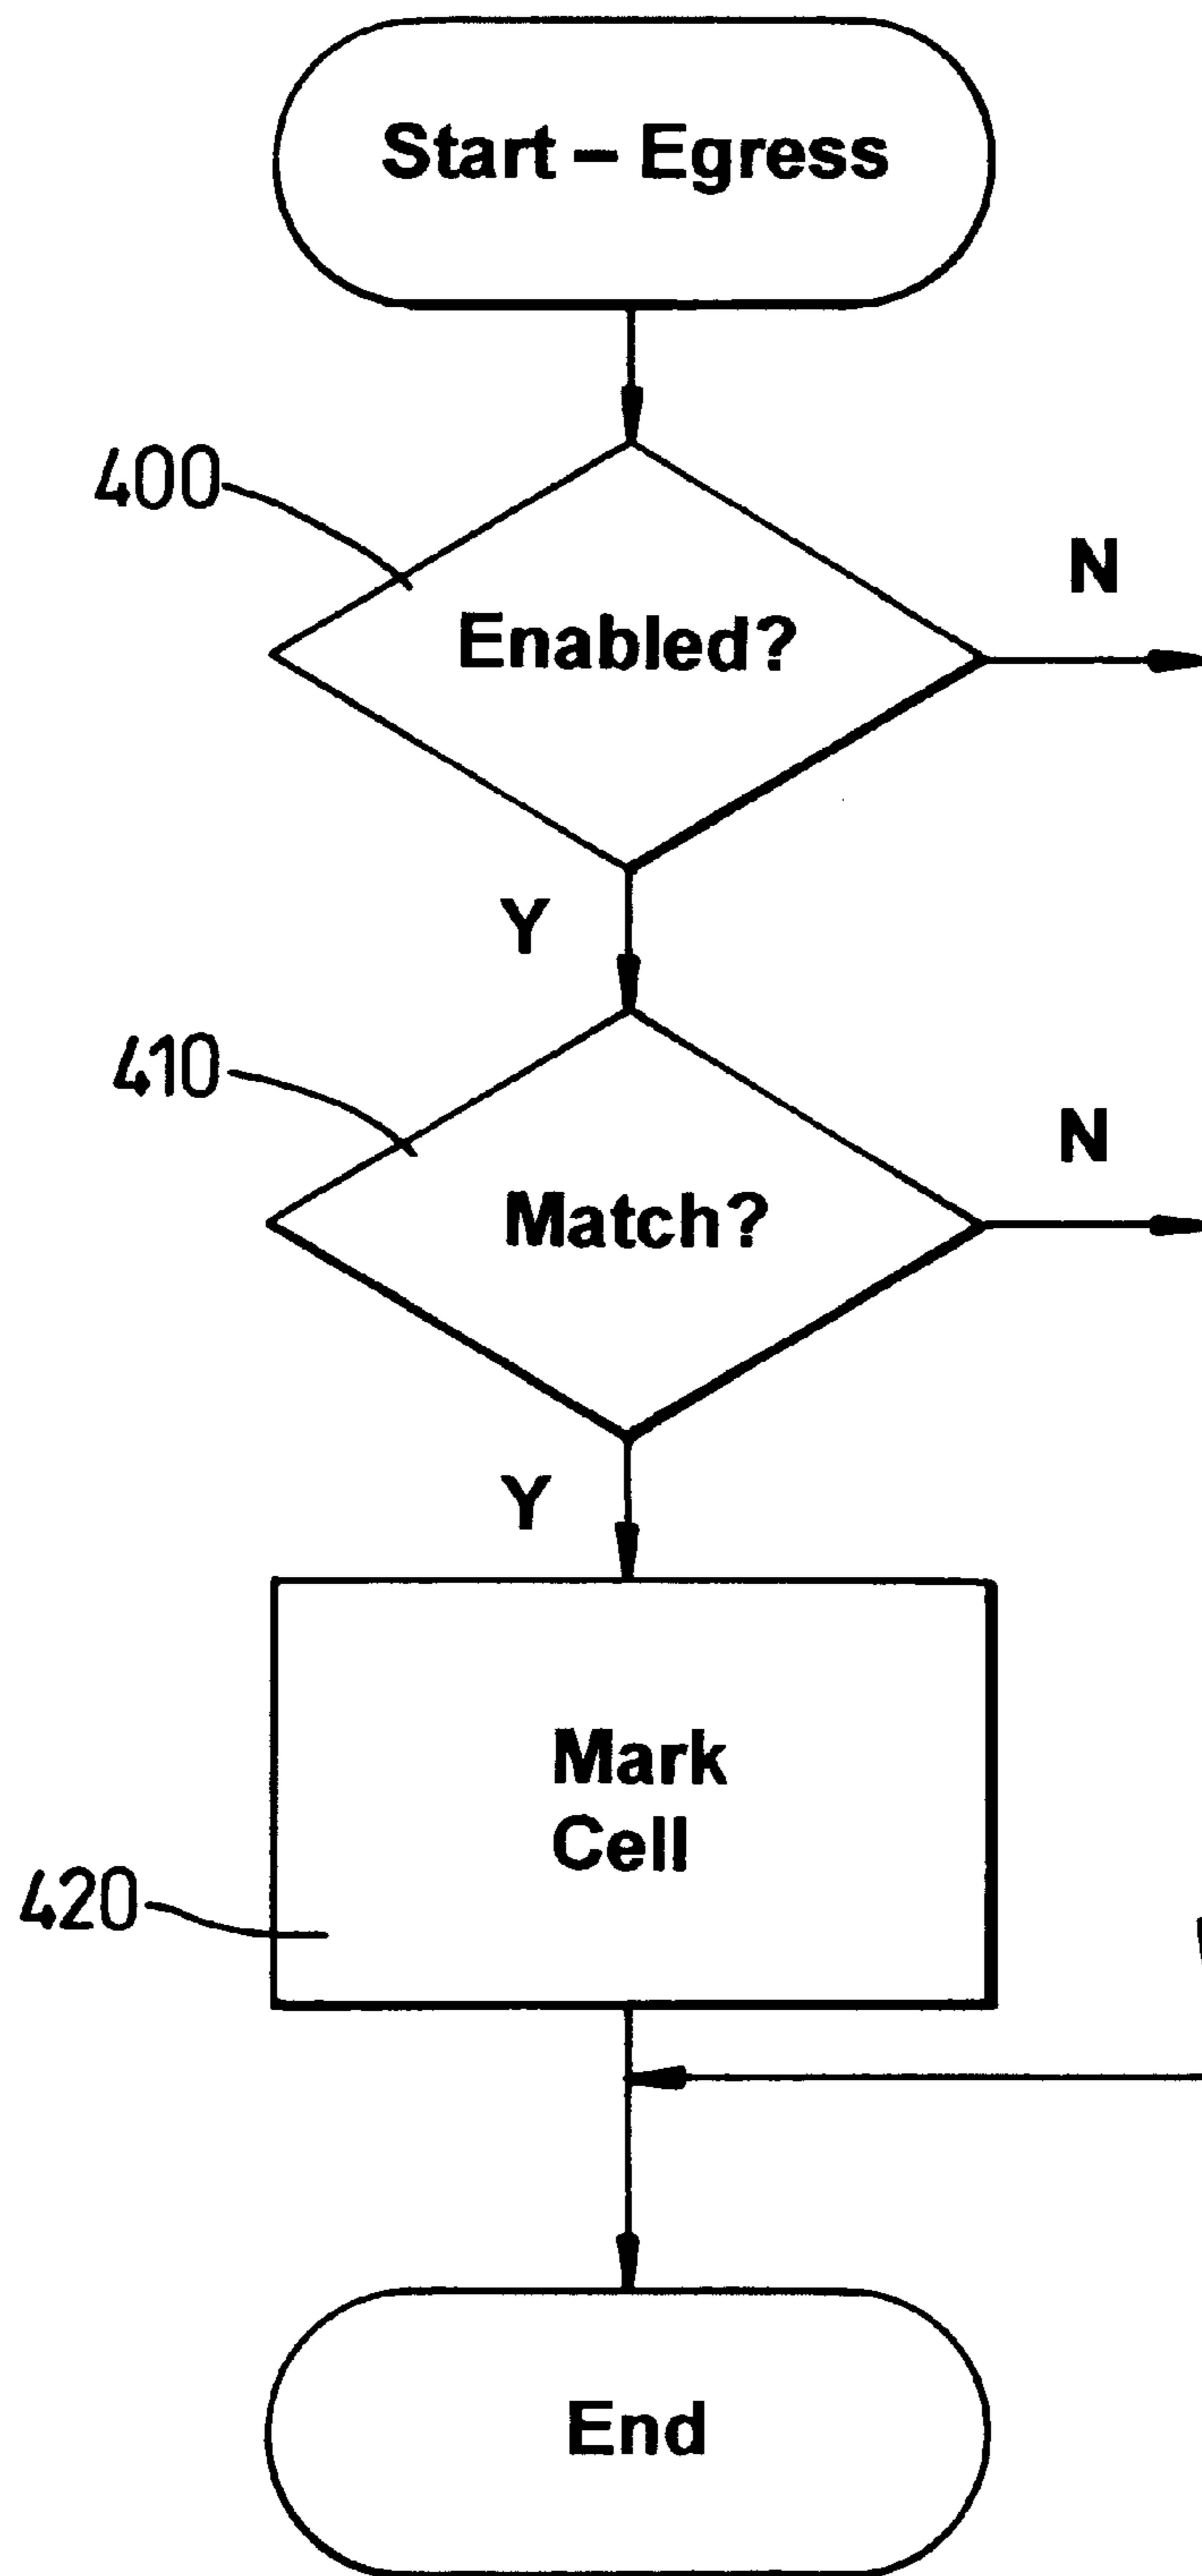 Start – Egress
400
N
Enabled?
Y
410
N
Match?
Y
Mark
Cell
420
End